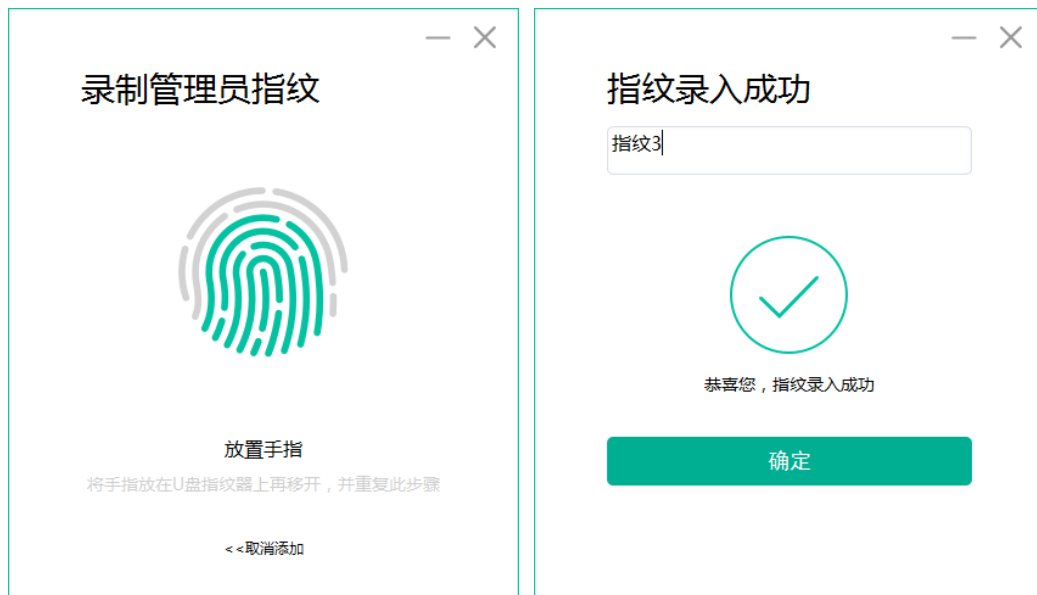 录制管理员指纹
放置手指
将手指放在U盘指纹器上再移开，并重复此步骤
<<取消添加
指纹录入成功
指纹3
恭喜您，指纹录入成功
确定